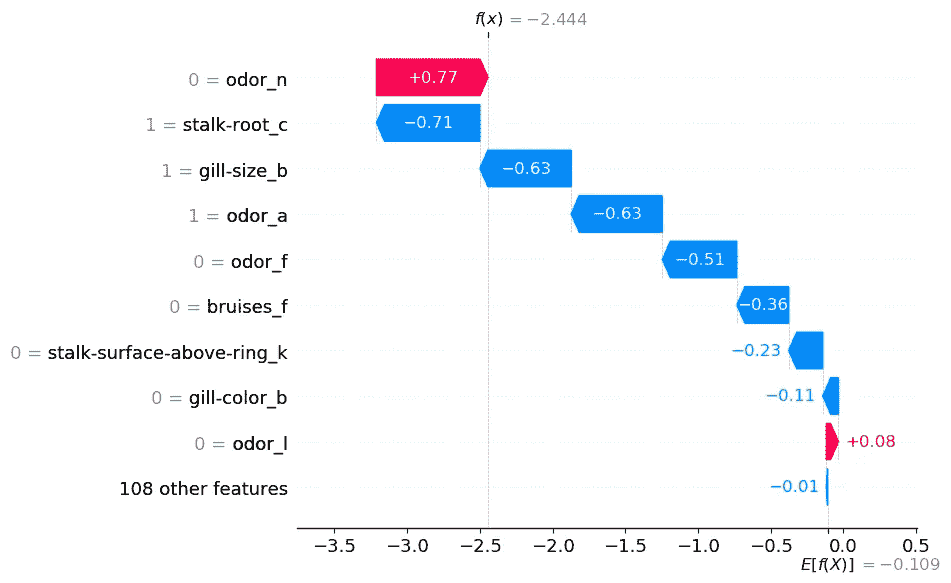 f(x) = −2.444
0 = odor_n
+0.77
1 = stalk-root_c
−0.71
1 = gill-size_b
−0.63
1 = odor_a
−0.63
0 = odor_f
−0.51
0 = bruises_f
−0.36
0 = stalk-surface-above-ring_k
−0.23
0 = gill-color_b
−0.11
0 = odor_l
+0.08
108 other features
−0.01
−3.5 −3.0 −2.5 −2.0 −1.5 −1.0 −0.5 0.0 0.5
E[f(X)] = −0.109